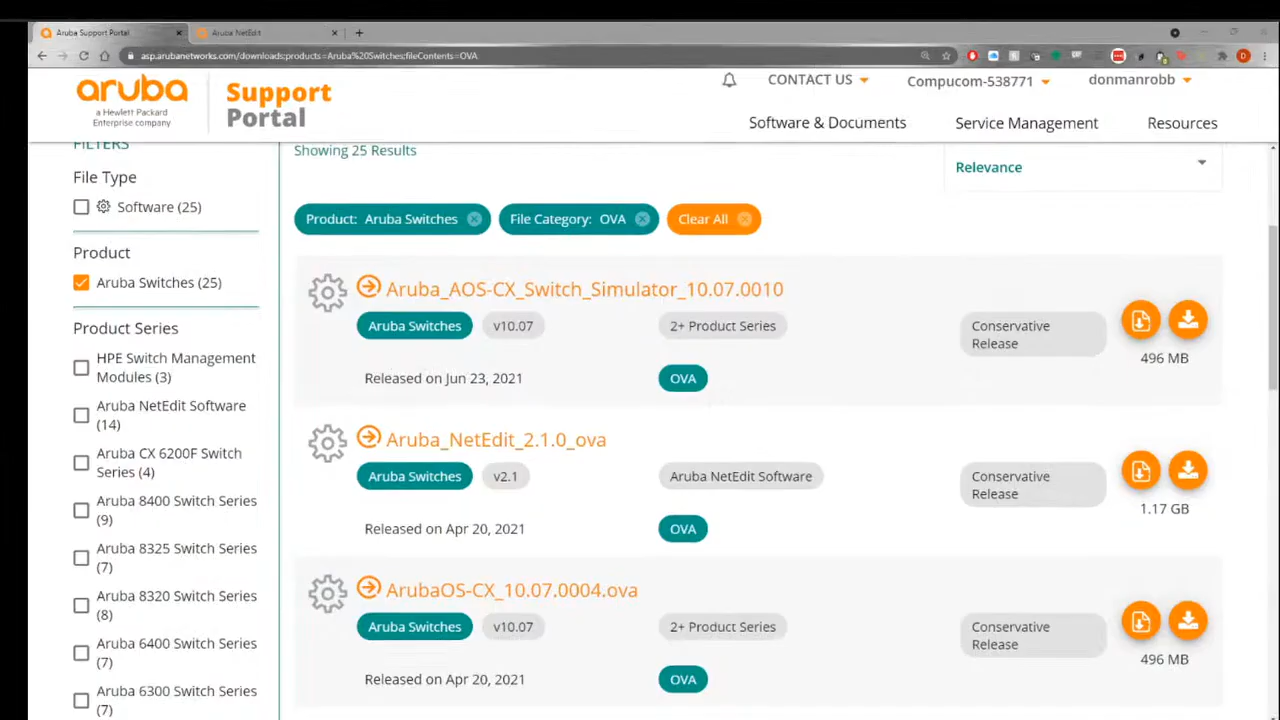 Aruba Support Portal
Aruba NetEdit
asp.arubanetworks.com/downloads;products=Aruba%20Switches;fileContents=OVA
aruba
a Hewlett Packard
Enterprise company
Support
Portal
CONTACT US
Compucom-538771
donmanrobb
Software & Documents
Service Management
Resources
FILTERS
File Type
Software (25)
Product
Aruba Switches (25)
Product Series
HPE Switch Management
Modules (3)
Aruba NetEdit Software
(14)
Aruba CX 6200F Switch
Series (4)
Aruba 8400 Switch Series
(9)
Aruba 8325 Switch Series
(7)
Aruba 8320 Switch Series
(8)
Aruba 6400 Switch Series
(7)
Aruba 6300 Switch Series
(7)
Showing 25 Results
Relevance
Product: Aruba Switches
File Category: OVA
Clear All
Aruba_AOS-CX_Switch_Simulator_10.07.0010
Aruba Switches
v10.07
2+ Product Series
Conservative
Release
496 MB
Released on Jun 23, 2021
OVA
Aruba_NetEdit_2.1.0_ova
Aruba Switches
v2.1
Aruba NetEdit Software
Conservative
Release
1.17 GB
Released on Apr 20, 2021
OVA
ArubaOS-CX_10.07.0004.ova
Aruba Switches
v10.07
2+ Product Series
Conservative
Release
496 MB
Released on Apr 20, 2021
OVA